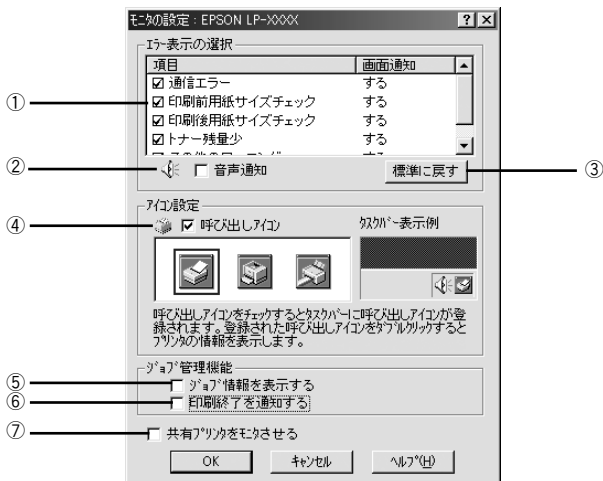 モニタの設定：EPSON LP-XXXX
エラー表示の選択
項目 画面通知
通信エラー する
① 印刷前用紙サイズチェック する
印刷後用紙サイズチェック する
トナー残量少 する
② 音声通知 標準に戻す ③
アイコン設定
④ 呼び出しアイコン タスクバー表示例
呼び出しアイコンをチェックするとタスクバーに呼び出しアイコンが登
録されます。登録された呼び出しアイコンをダブルクリックすると
プリンタの情報を表示します。
ジョブ管理機能
⑤ ジョブ情報を表示する
⑥ 印刷終了を通知する
⑦ 共有プリンタをモニタさせる
OK キャンセル ヘルプ(H)